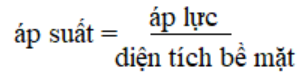 áp suất = áp lực / diện tích bề mặt